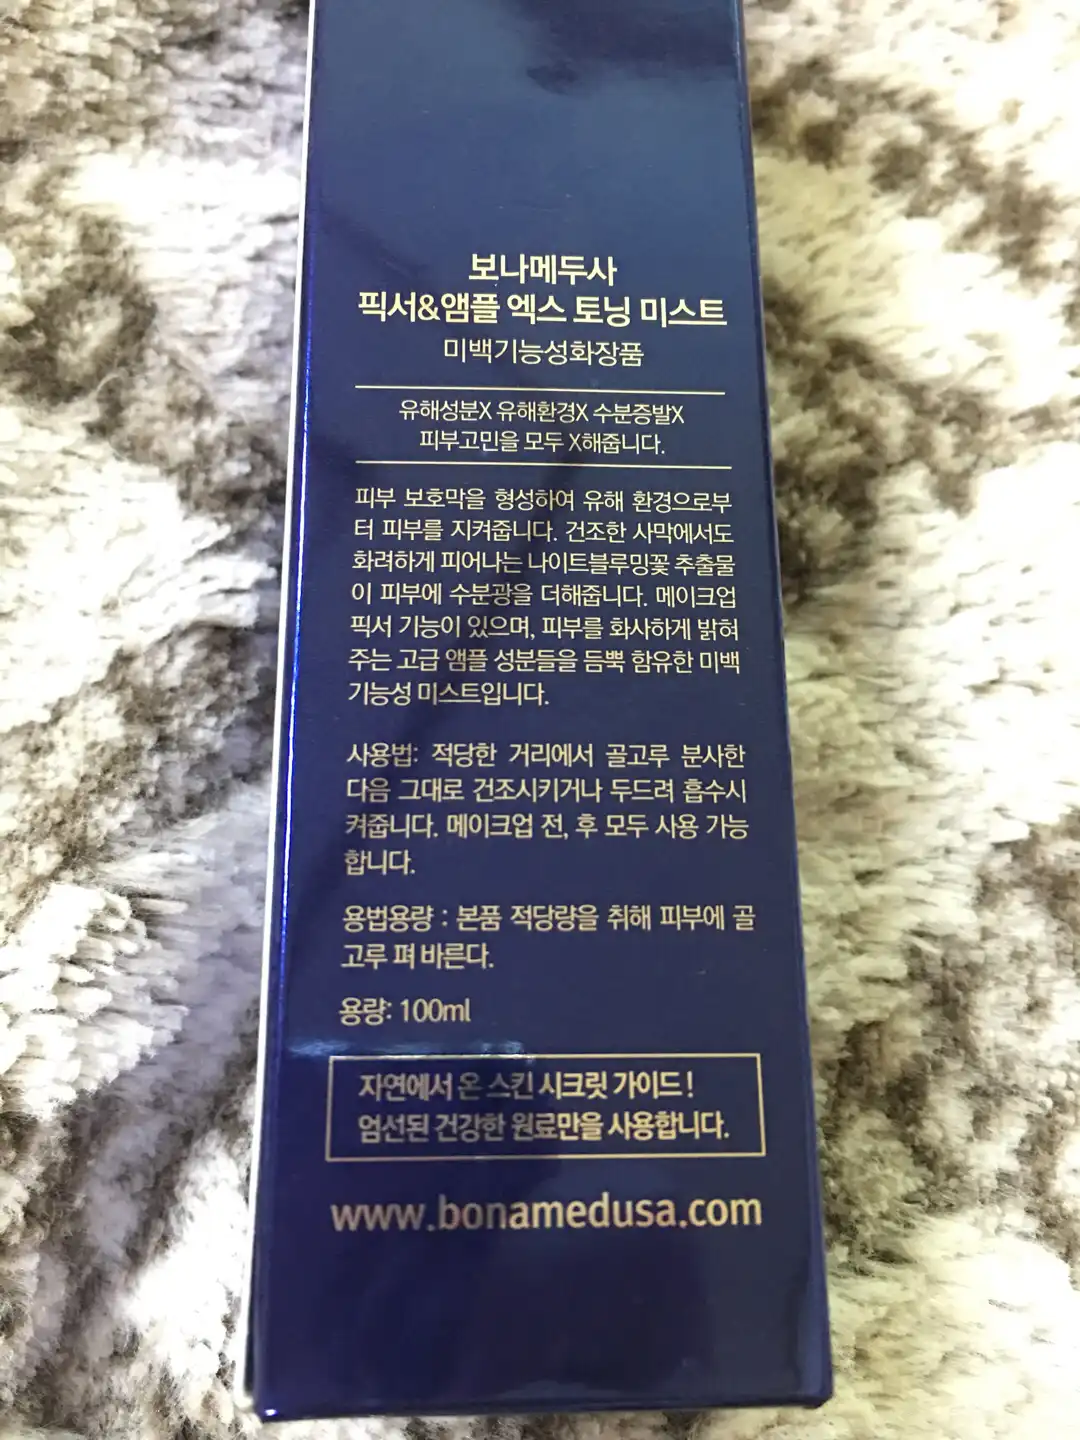 보나메두사
픽서&앰플 엑스 토닝 미스트
미백기능성화장품
유해성분X 유해환경X 수분증발X
피부고민을 모두 X해줍니다.
피부 보호막을 형성하여 유해 환경으로부
터 피부를 지켜줍니다. 건조한 사막에서도
화려하게 피어나는 나이트블루밍꽃 추출물
이 피부에 수분광을 더해줍니다. 메이크업
픽서 기능이 있으며, 피부를 화사하게 밝혀
주는 고급 앰플 성분들을 듬뿍 함유한 미백
기능성 미스트입니다.
사용법: 적당한 거리에서 골고루 분사한
다음 그대로 건조시키거나 두드려 흡수시
켜줍니다. 메이크업 전, 후 모두 사용 가능
합니다.
용법용량 : 본품 적당량을 취해 피부에 골
고루 펴 바른다.
용량: 100ml
자연에서 온 스킨 시크릿 가이드!
엄선된 건강한 원료만을 사용합니다.
www.bonamedusa.com